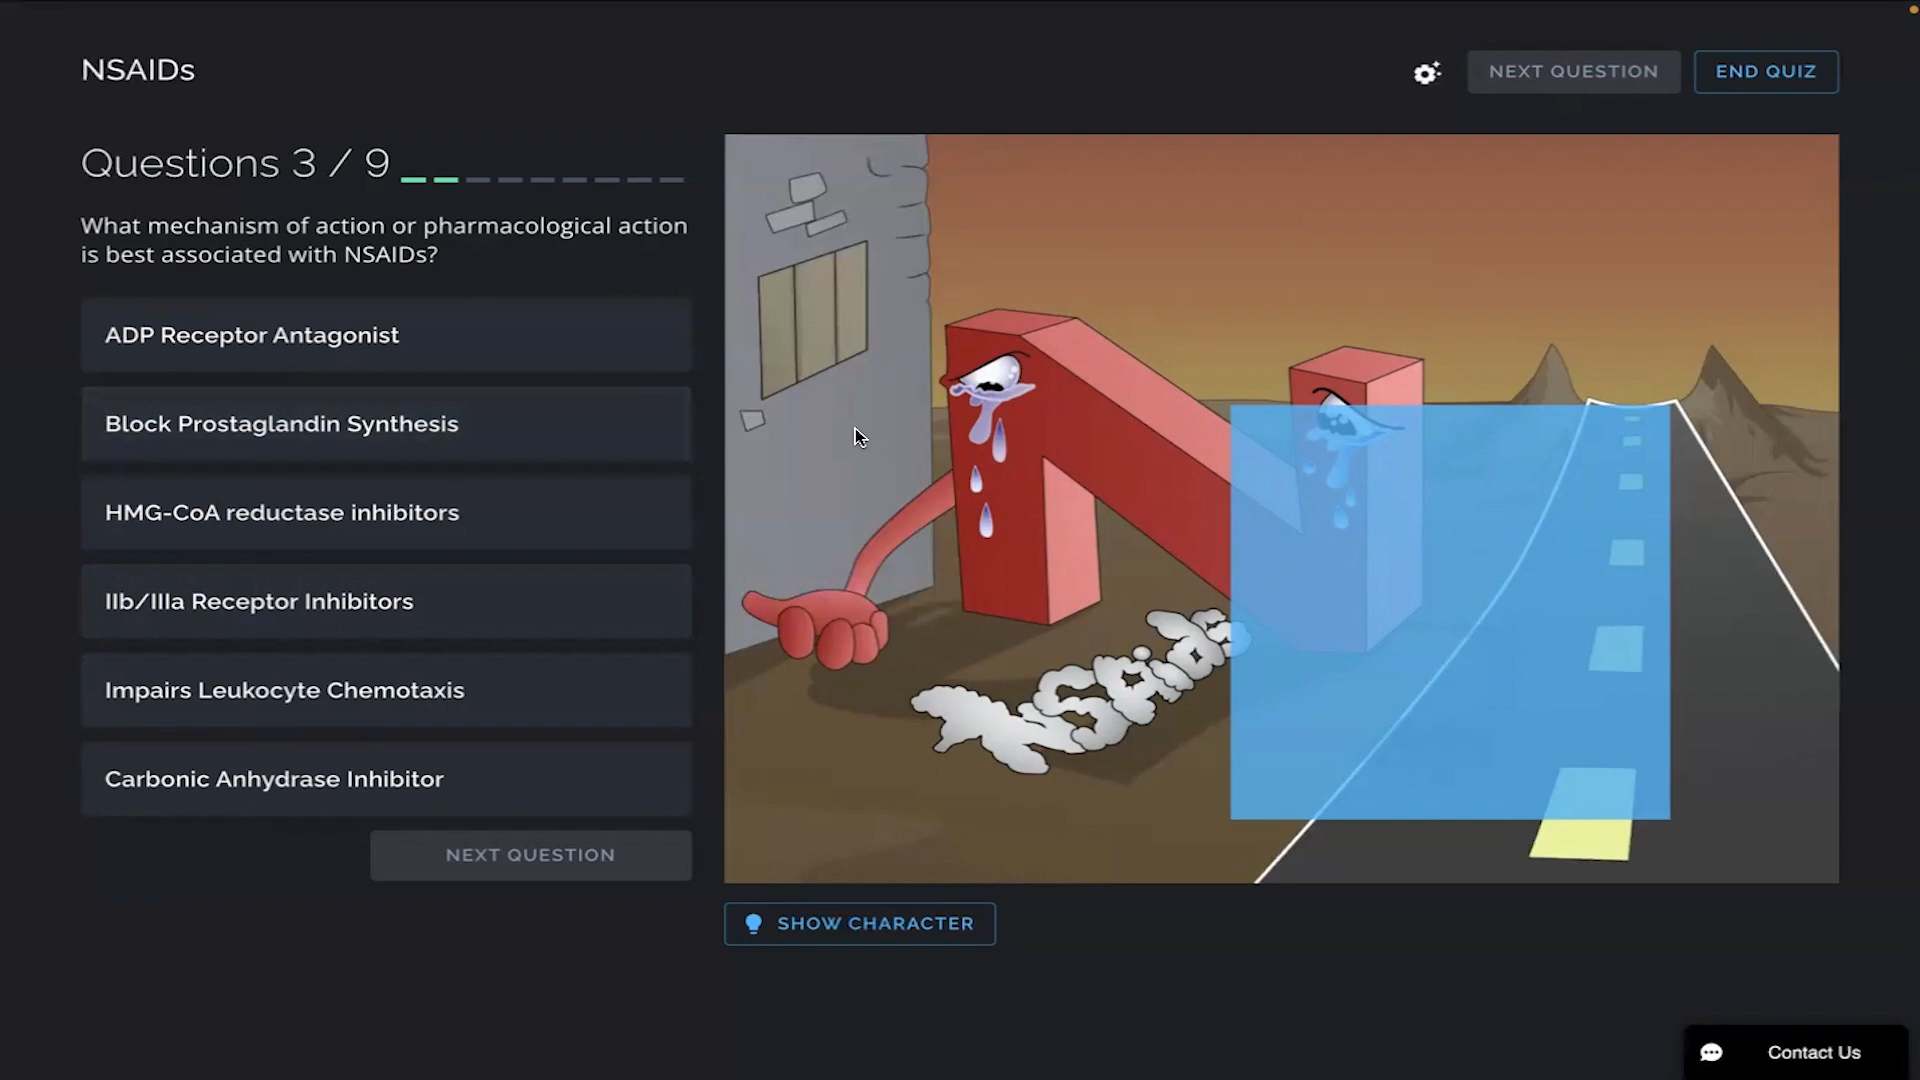 NSAIDs
NEXT QUESTION
END QUIZ
Questions 3 / 9
What mechanism of action or pharmacological action
is best associated with NSAIDs?
ADP Receptor Antagonist
Block Prostaglandin Synthesis
HMG-CoA reductase inhibitors
IIb/IIIa Receptor Inhibitors
Impairs Leukocyte Chemotaxis
Carbonic Anhydrase Inhibitor
NEXT QUESTION
SHOW CHARACTER
Contact Us